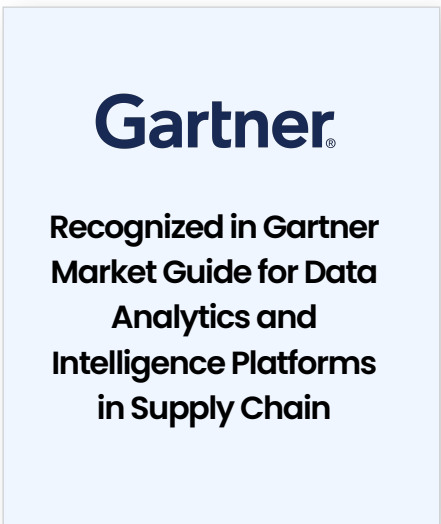 Gartner®
Recognized in Gartner
Market Guide for Data
Analytics and
Intelligence Platforms
in Supply Chain